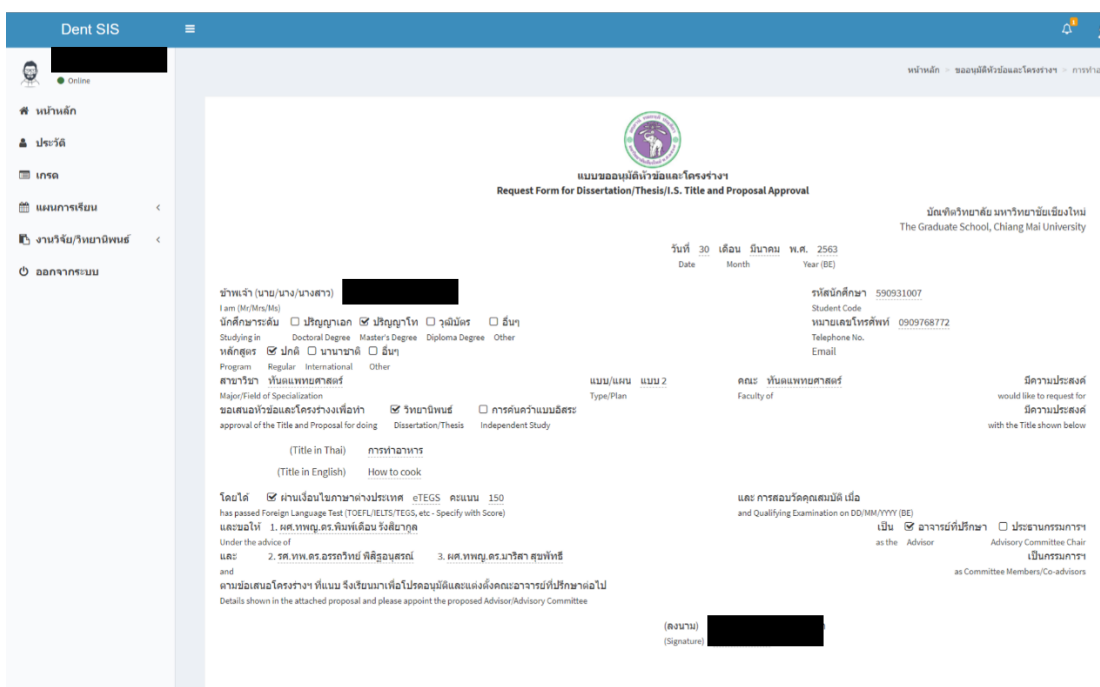 Dent SIS
1
Online
หน้าหลัก
ประวัติ
เกรด
แผนการเรียน
งานวิจัย/วิทยานิพนธ์
ออกจากระบบ
หน้าหลัก > ขออนุมัติหัวข้อและโครงร่างฯ >
แบบขออนุมัติหัวข้อและโครงร่างฯ
Request Form for Dissertation/Thesis/I.S. Title and Proposal Approval
บัณฑิตวิทยาลัย มหาวิทยาชัยเชียงใหม่
The Graduate School, Chiang Mai University
วันที่ 30 เดือน มีนาคม พ.ศ. 2563
Date Month Year (BE)
ข้าพเจ้า (นาย/นาง/นางสาว) รหัสนักศึกษา 590931007
I am (Mr/Mrs/Ms) Student Code
นักศึกษาระดับ ปริญญาเอก ปริญญาโท วุฒิบัตร อื่นๆ หมายเลขโทรศัพท์ 0909768772
Studying in Doctoral Degree Master's Degree Diploma Degree Other Telephone No.
หลักสูตร ปกติ นานาชาติ อื่นๆ Email
Program Regular International Other
สาขาวิชา ทันตแพทยศาสตร์ แบบ/แผน แบบ 2 คณะ ทันตแพทยศาสตร์ มีความประสงค์
Major/Field of Specialization Type/Plan Faculty of would like to request for
ขอเสนอหัวข้อและโครงร่างงเพื่อทำ วิทยานิพนธ์ การค้นคว้าแบบอิสระ มีความประสงค์
approval of the Title and Proposal for doing Dissertation/Thesis Independent Study with the Title shown below
(Title in Thai) การทำอาหาร
(Title in English) How to cook
โดยได้ ผ่านเงื่อนไขภาษาต่างประเทศ eTEGS คะแนน 150 และ การสอบวัดคุณสมบัติ เมื่อ
has passed Foreign Language Test (TOEFL/IELTS/TEGS, etc - Specify with Score) and Qualifying Examination on DD/MM/YYYY (BE)
และขอให้ 1. ผศ.ทพญ.ดร.พิมพ์เดือน รังสิยากูล เป็น อาจารย์ที่ปรึกษา ประธานกรรมการฯ
Under the advice of as the Advisor Advisory Committee Chair
และ 2. รศ.ทพ.ดร.อรรถวิทย์ พิสิฐอนุสรณ์ 3. ผศ.ทพญ.ดร.มาริสา สุขพัทธี เป็นกรรมการฯ
and as Committee Members/Co-advisors
ตามข้อเสนอโครงร่างฯ ที่แนบ จึงเรียนมาเพื่อโปรดอนุมัติและแต่งตั้งคณะอาจารย์ที่ปรึกษาต่อไป
Details shown in the attached proposal and please appoint the proposed Advisor/Advisory Committee
(ลงนาม)
(Signature)